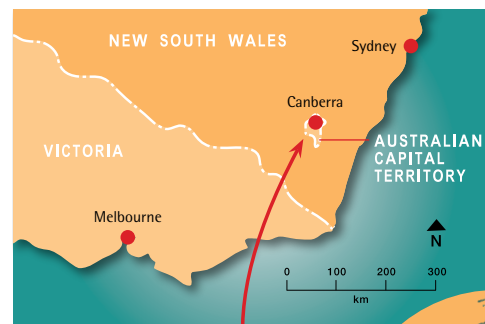 NEW SOUTH WALES
Sydney
Canberra
VICTORIA
AUSTRALIAN
CAPITAL
TERRITORY
Melbourne
N
0 100 200 300
km